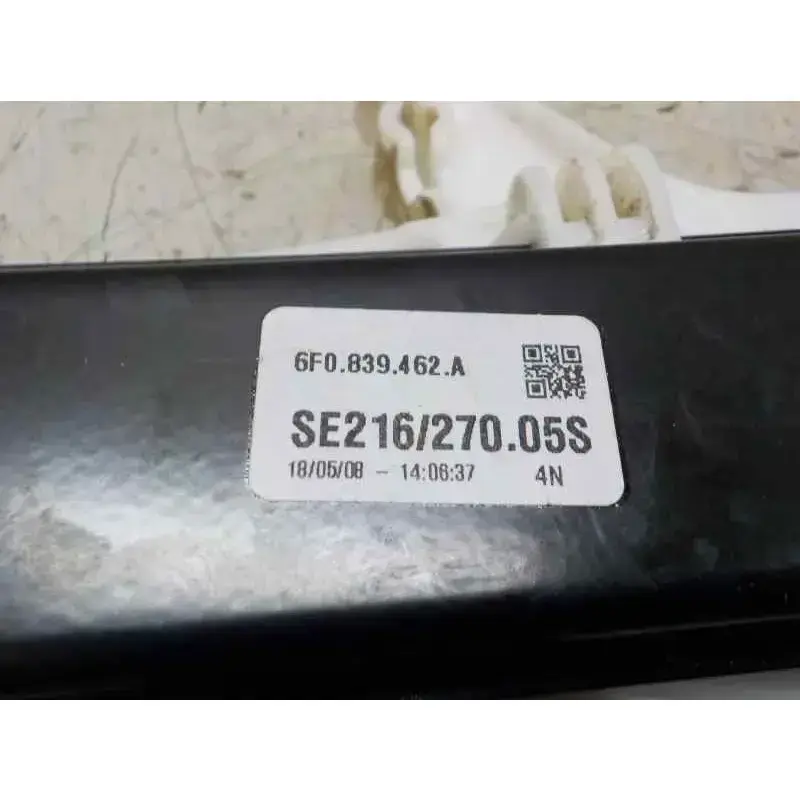 6F0.839.462.A
SE216/270.05S
18/05/08 - 14:06:37 4N